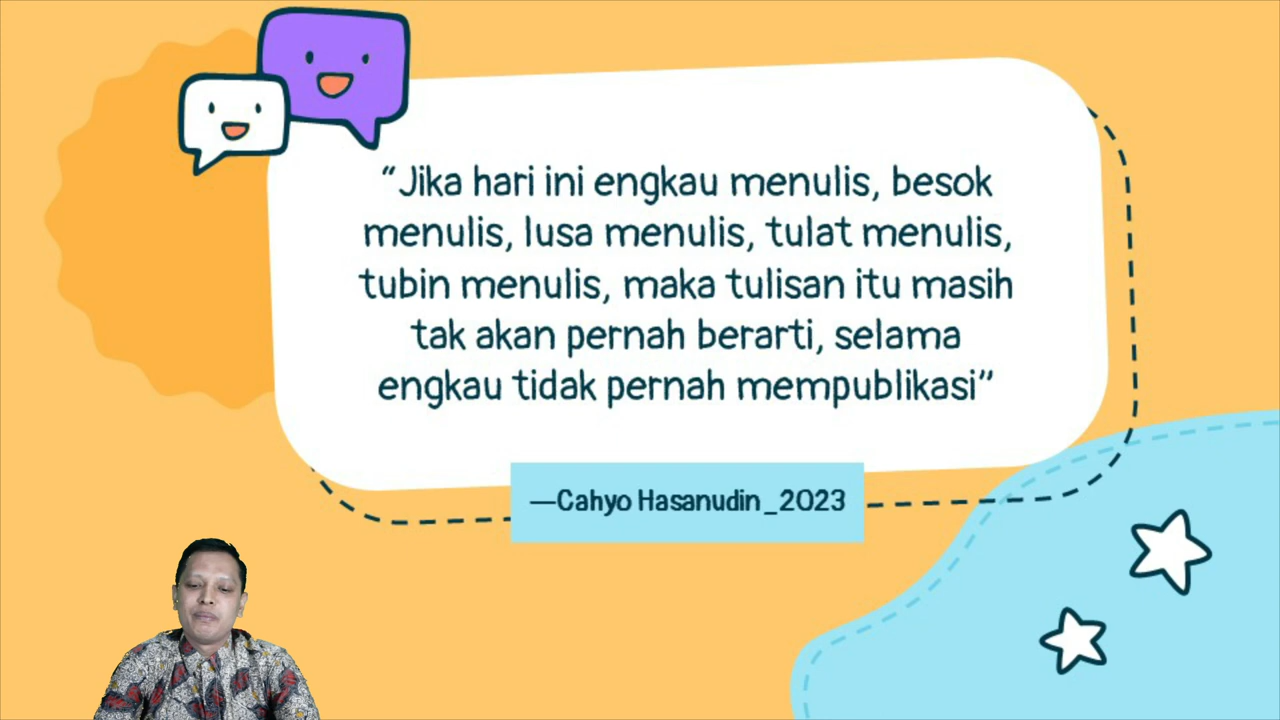 “Jika hari ini engkau menulis, besok
menulis, lusa menulis, tulat menulis,
tubin menulis, maka tulisan itu masih
tak akan pernah berarti, selama
engkau tidak pernah mempublikasi”
—Cahyo Hasanudin_2023